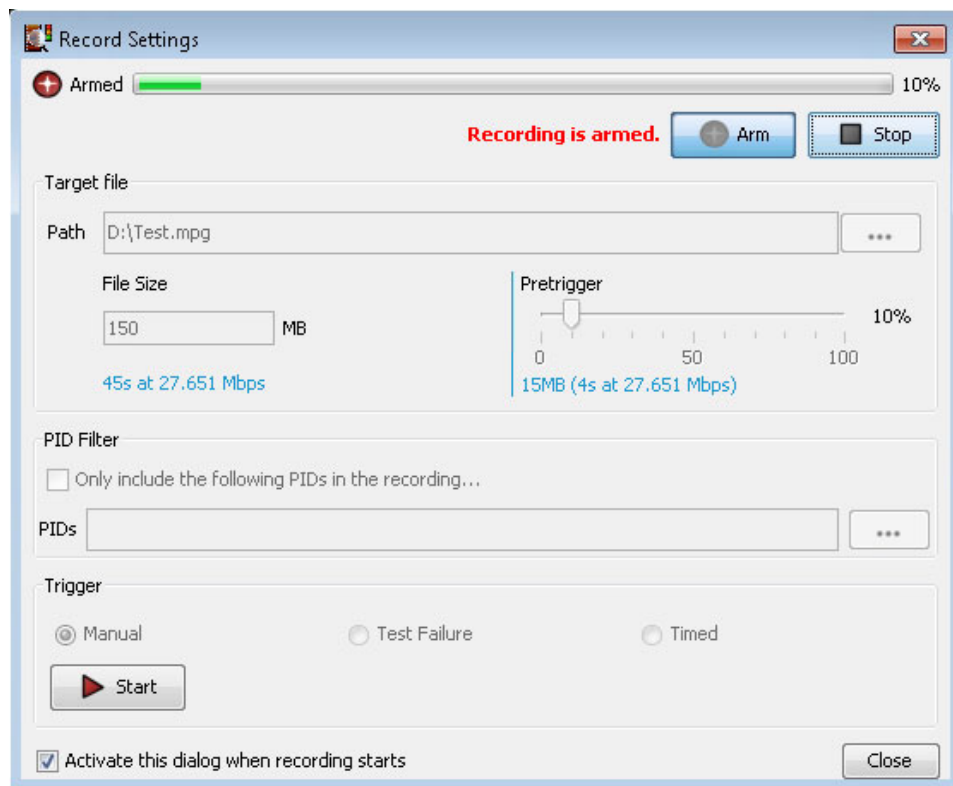 Record Settings
Armed 10%
Recording is armed. Arm Stop
Target file
Path D:\Test.mpg ...
File Size Pretrigger
150 MB 10%
0 50 100
45s at 27.651 Mbps 15MB (4s at 27.651 Mbps)
PID Filter
Only include the following PIDs in the recording...
PIDs ...
Trigger
Manual Test Failure Timed
Start
Activate this dialog when recording starts Close